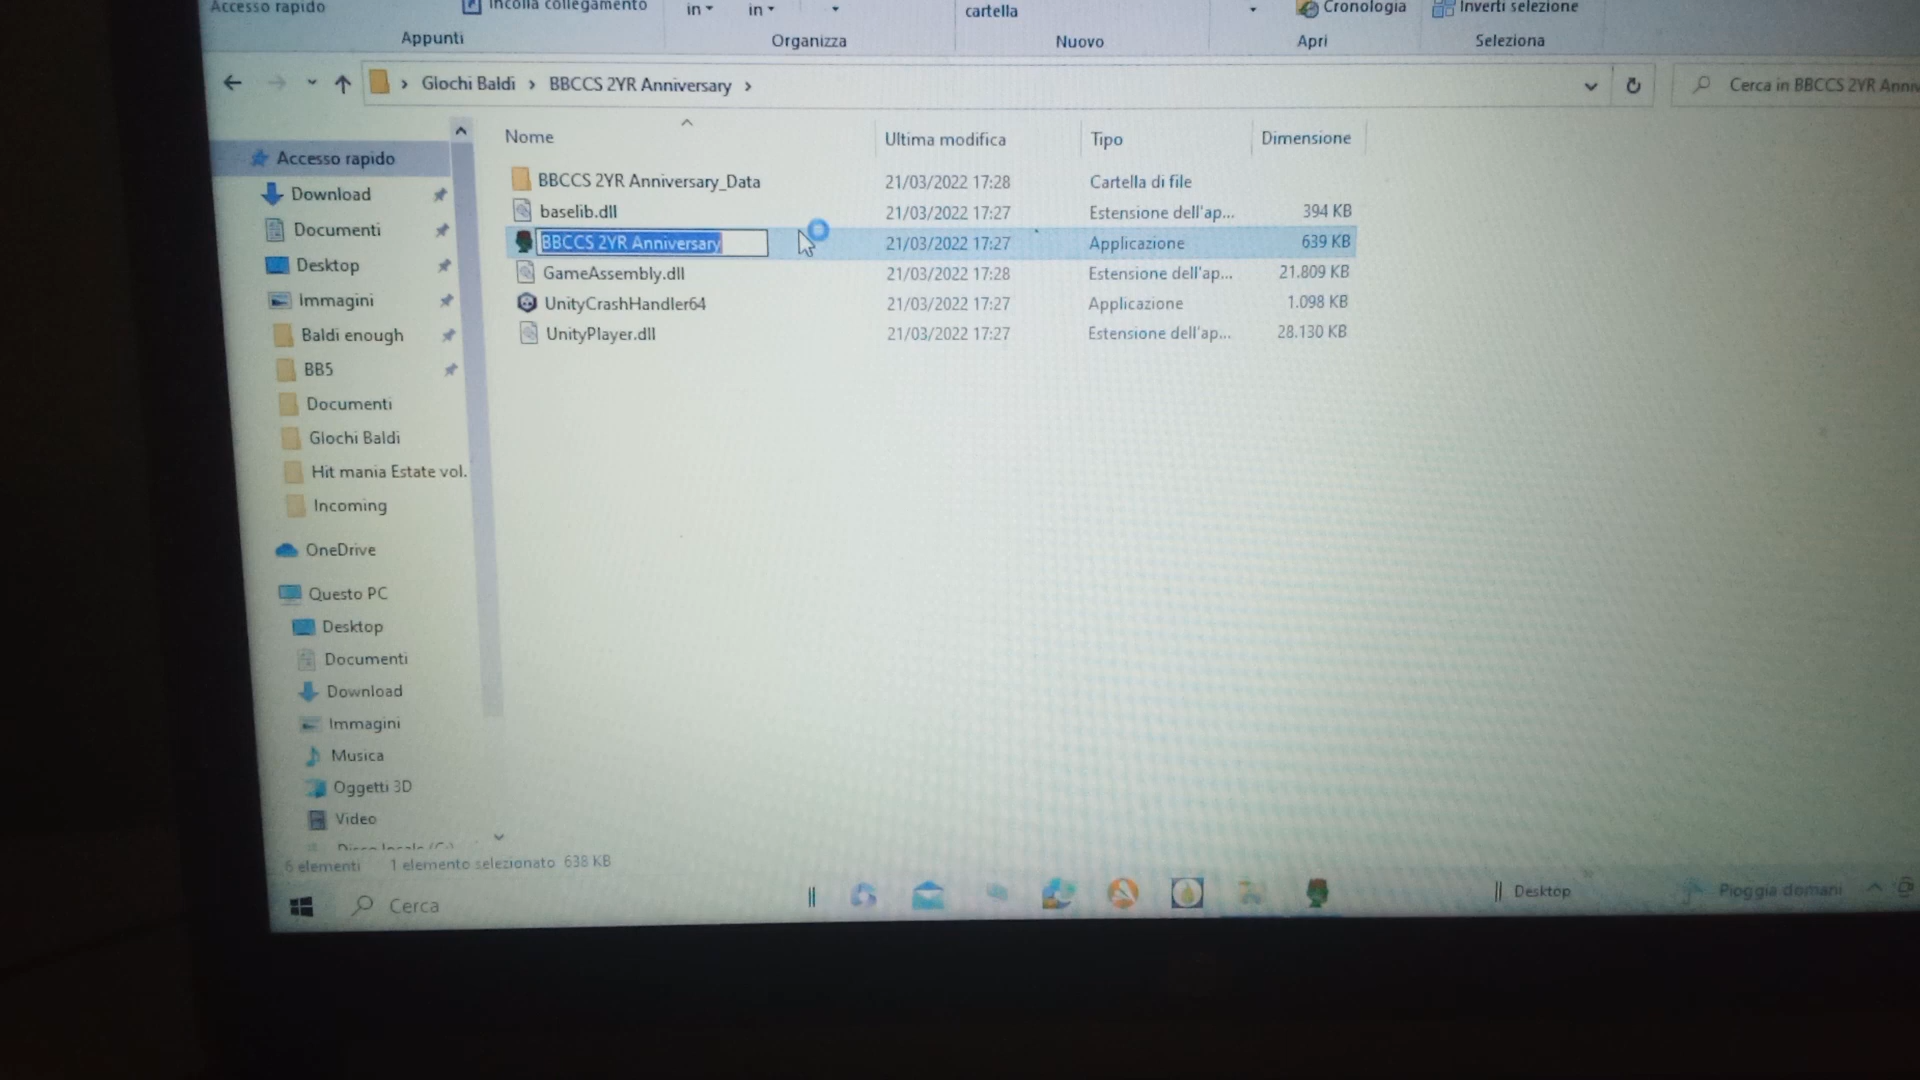 Accesso rapido
Incolla collegamento
in
in
cartella
Cronologia
Inverti selezione
Appunti
Organizza
Nuovo
Apri
Seleziona
Giochi Baldi > BBCCS 2YR Anniversary >
Cerca in BBCCS 2YR Anniv
Nome
Ultima modifica
Tipo
Dimensione
BBCCS 2YR Anniversary_Data 21/03/2022 17:28 Cartella di file
baselib.dll 21/03/2022 17:27 Estensione dell'ap... 394 KB
BBCCS 2YR Anniversary 21/03/2022 17:27 Applicazione 639 KB
GameAssembly.dll 21/03/2022 17:28 Estensione dell'ap... 21.809 KB
UnityCrashHandler64 21/03/2022 17:27 Applicazione 1.098 KB
UnityPlayer.dll 21/03/2022 17:27 Estensione dell'ap... 28.130 KB
Accesso rapido
Download
Documenti
Desktop
Immagini
Baldi enough
BB5
Documenti
Giochi Baldi
Hit mania Estate vol.
Incoming
OneDrive
Questo PC
Desktop
Documenti
Download
Immagini
Musica
Oggetti 3D
Video
6 elementi 1 elemento selezionato 638 KB
Cerca
Desktop
Pioggia domani